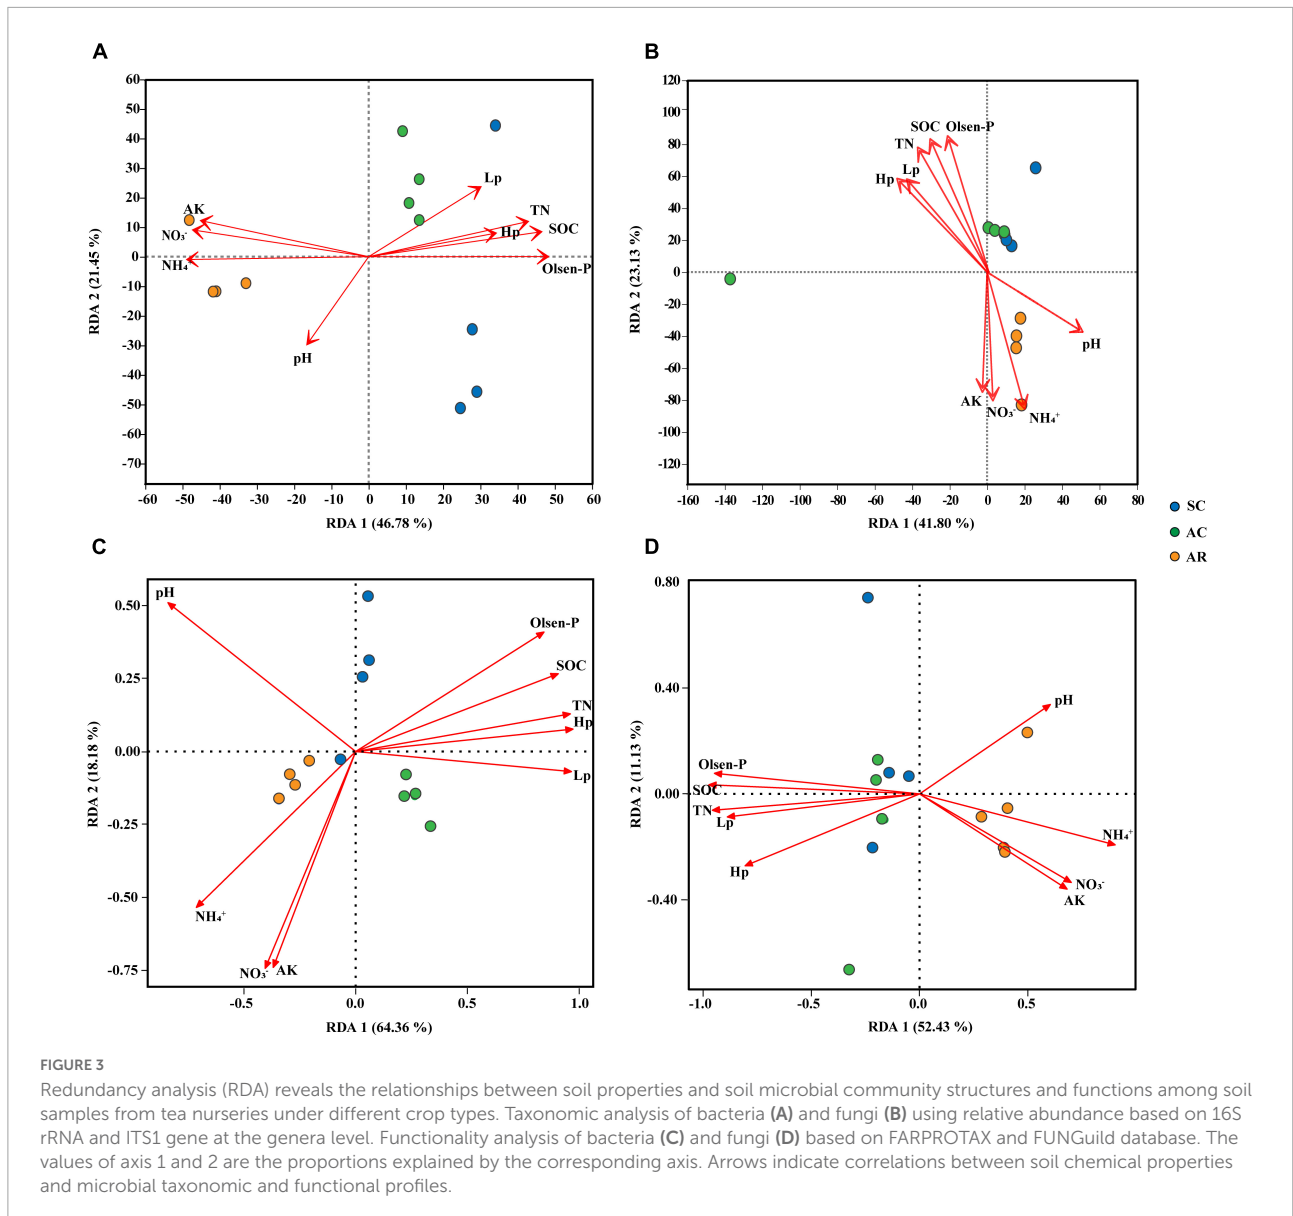 A
60
50
40
30
20
10
0
-10
-20
-30
-40
-50
-60
-70
-60 -50 -40 -30 -20 -10 0 10 20 30 40 50 60
RDA 1 (46.78 %)
RDA 2 (21.45 %)
Lp
TN
SOC
Hp
Olsen-P
AK
NO₃⁻
NH₄
pH
B
120
100
80
60
40
20
0
-20
-40
-60
-80
-100
-120
-160 -140 -120 -100 -80 -60 -40 -20 0 20 40 60 80
RDA 1 (41.80 %)
RDA 2 (23.13 %)
SOC Olsen-P
TN
Lp
Hp
pH
AK
NO₃⁻
NH₄⁺
SC
AC
AR
C
0.50
0.25
0.00
-0.25
-0.50
-0.75
-0.5 0.0 0.5 1.0
RDA 1 (64.36 %)
RDA 2 (18.18 %)
pH
Olsen-P
SOC
TN
Hp
Lp
NH₄⁺
NO₃⁻ AK
D
0.80
0.40
0.00
-0.40
-1.0 -0.5 0.0 0.5
RDA 1 (52.43 %)
RDA 2 (11.13 %)
pH
Olsen-P
SOC
TN
Lp
Hp
NH₄⁺
NO₃⁻
AK
FIGURE 3
Redundancy analysis (RDA) reveals the relationships between soil properties and soil microbial community structures and functions among soil
samples from tea nurseries under different crop types. Taxonomic analysis of bacteria (A) and fungi (B) using relative abundance based on 16S
rRNA and ITS1 gene at the genera level. Functionality analysis of bacteria (C) and fungi (D) based on FARPROTAX and FUNGuild database. The
values of axis 1 and 2 are the proportions explained by the corresponding axis. Arrows indicate correlations between soil chemical properties
and microbial taxonomic and functional profiles.